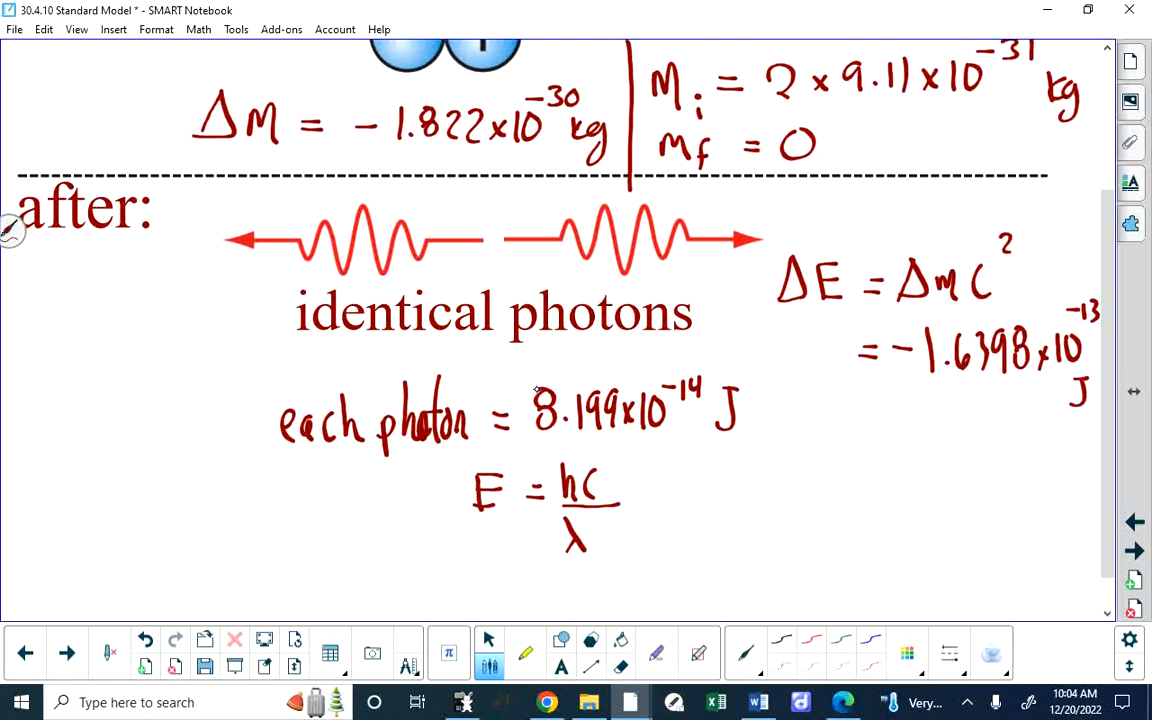 30.4.10 Standard Model * - SMART Notebook
File Edit View Insert Format Math Tools Add-ons Account Help
ΔM = -1.822x10^-30 kg
Mi = 2 x 9.11 x 10^-31 kg
Mf = 0
after:
identical photons
ΔE = ΔmC^2
= -1.6398x10^-13
J
each photon = 8.199x10^-14 J
E = hC
λ
Type here to search
Very...
10:04 AM
12/20/2022